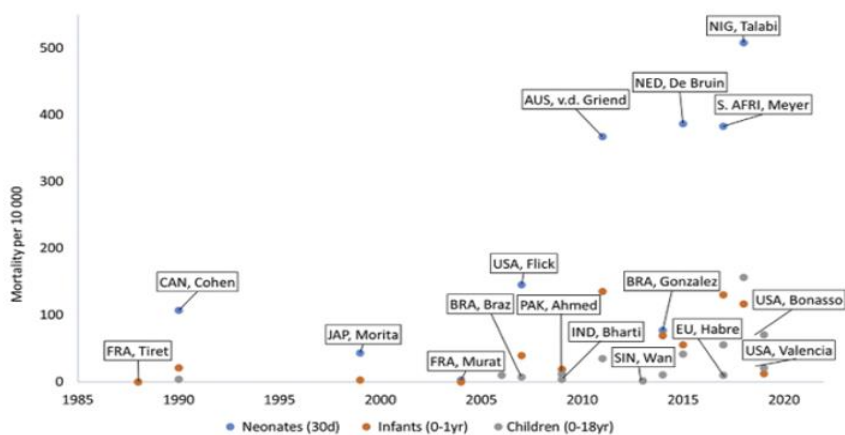 500
400
300
200
100
0
Mortality per 10 000
NIG, Talabi
NED, De Bruin
AUS, v.d. Griend
S. AFRI, Meyer
USA, Flick
CAN, Cohen
BRA, Gonzalez
BRA, Braz
PAK, Ahmed
USA, Bonasso
JAP, Morita
IND, Bharti
EU, Habre
FRA, Tiret
FRA, Murat
SIN, Wan
USA, Valencia
1985 1990 1995 2000 2005 2010 2015 2020
Neonates (30d) Infants (0-1yr) Children (0-18yr)